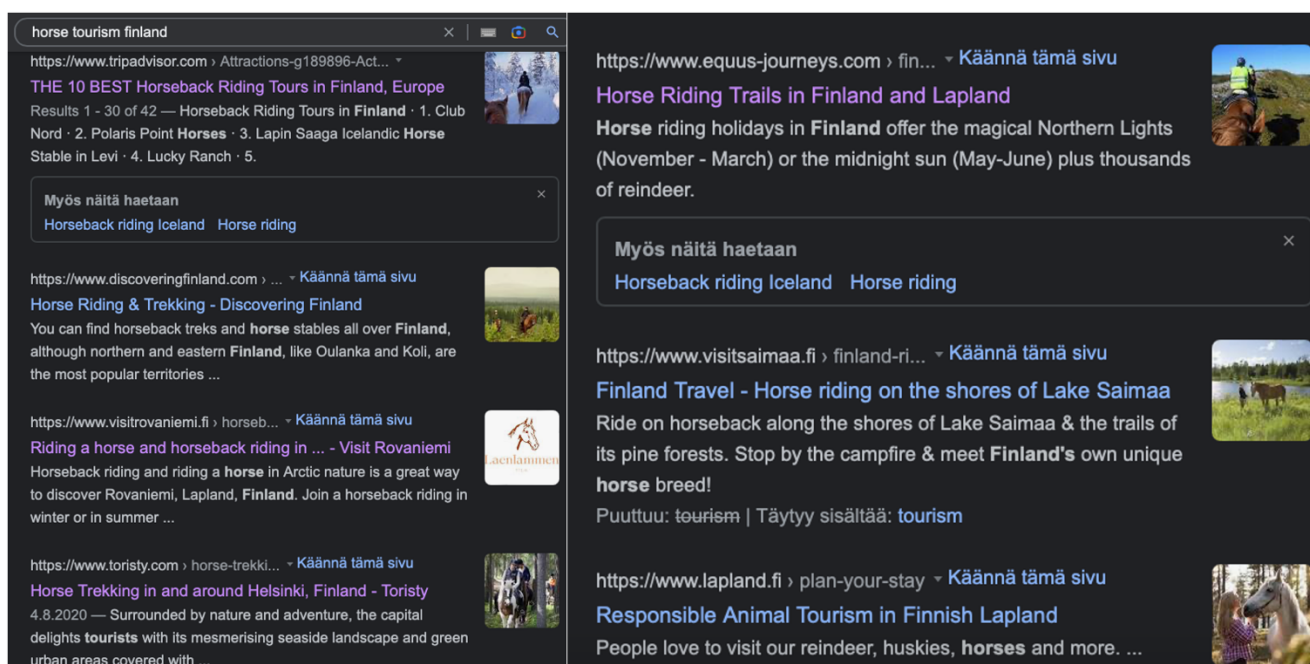 horse tourism finland
https://www.tripadvisor.com › Attractions-g189896-Act...
THE 10 BEST Horseback Riding Tours in Finland, Europe
Results 1 - 30 of 42 — Horseback Riding Tours in Finland · 1. Club
Nord · 2. Polaris Point Horses · 3. Lapin Saaga Icelandic Horse
Stable in Levi · 4. Lucky Ranch · 5.
Myös näitä haetaan
Horseback riding Iceland Horse riding
https://www.discoveringfinland.com › ... Käännä tämä sivu
Horse Riding & Trekking - Discovering Finland
You can find horseback treks and horse stables all over Finland,
although northern and eastern Finland, like Oulanka and Koli, are
the most popular territories ...
https://www.visitrovaniemi.fi › horseb... Käännä tämä sivu
Riding a horse and horseback riding in ... - Visit Rovaniemi
Horseback riding and riding a horse in Arctic nature is a great way
to discover Rovaniemi, Lapland, Finland. Join a horseback riding in
winter or in summer ...
Laenlammen
https://www.toristy.com › horse-trekki... Käännä tämä sivu
Horse Trekking in and around Helsinki, Finland - Toristy
4.8.2020 — Surrounded by nature and adventure, the capital
delights tourists with its mesmerising seaside landscape and green
urban areas covered with ...
https://www.equus-journeys.com › fin... Käännä tämä sivu
Horse Riding Trails in Finland and Lapland
Horse riding holidays in Finland offer the magical Northern Lights
(November - March) or the midnight sun (May-June) plus thousands
of reindeer.
Myös näitä haetaan
Horseback riding Iceland Horse riding
https://www.visitsaimaa.fi › finland-ri... Käännä tämä sivu
Finland Travel - Horse riding on the shores of Lake Saimaa
Ride on horseback along the shores of Lake Saimaa & the trails of
its pine forests. Stop by the campfire & meet Finland's own unique
horse breed!
Puuttuu: tourism | Täytyy sisältää: tourism
https://www.lapland.fi › plan-your-stay Käännä tämä sivu
Responsible Animal Tourism in Finnish Lapland
People love to visit our reindeer, huskies, horses and more. ...